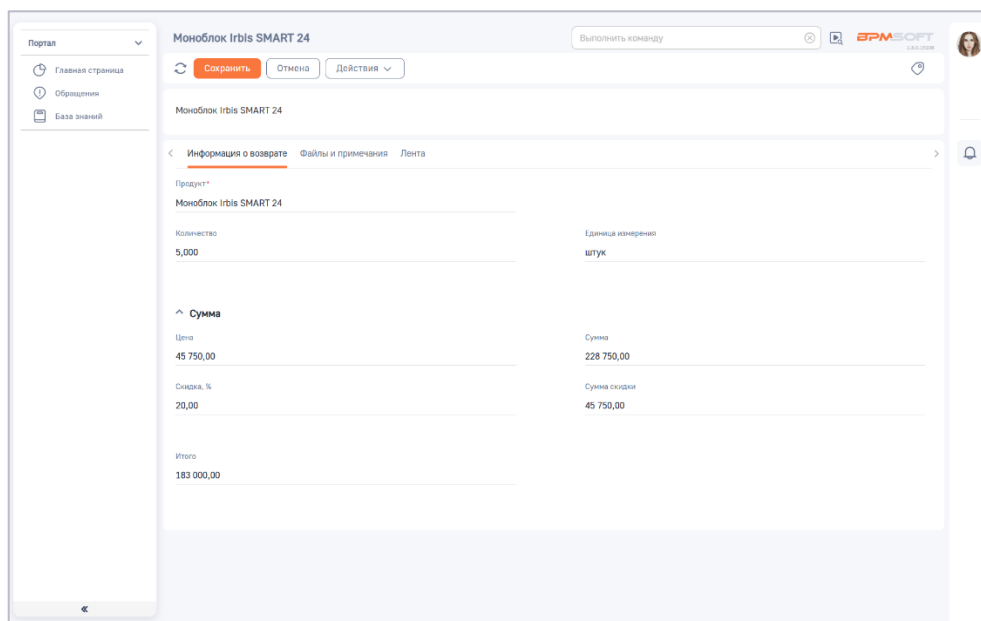 Портал
Главная страница
Обращения
База знаний
Моноблок Irbis SMART 24
Выполнить команду
BPMSOFT
Сохранить
Отмена
Действия
Моноблок Irbis SMART 24
Информация о возврате Файлы и примечания Лента
Продукт*
Моноблок Irbis SMART 24
Количество Единица измерения
5,000 штук
Сумма
Цена Сумма
45 750,00 228 750,00
Скидка, % Сумма скидки
20,00 45 750,00
Итого
183 000,00